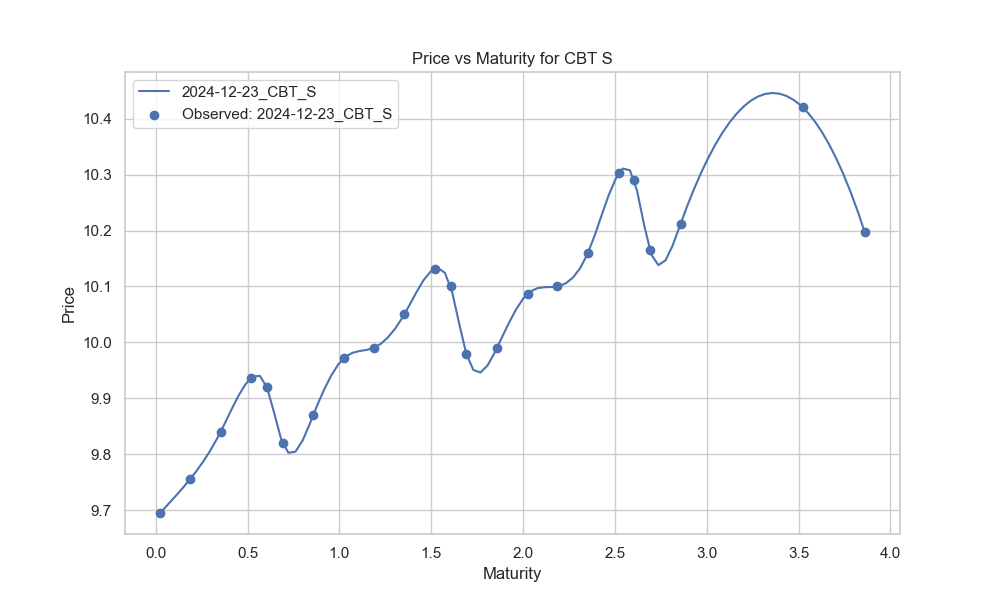 Price vs Maturity for CBT S
2024-12-23_CBT_S
Observed: 2024-12-23_CBT_S
Price
10.4
10.3
10.2
10.1
10.0
9.9
9.8
9.7
0.0 0.5 1.0 1.5 2.0 2.5 3.0 3.5 4.0
Maturity